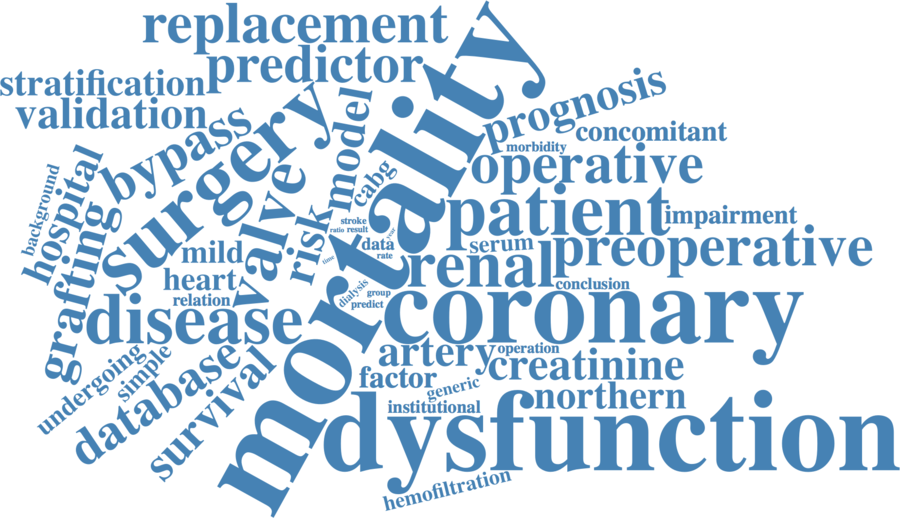 replacement
predictor
stratification
validation
mortality
prognosis
concomitant
morbidity
operative
bypass
surgery
model
cabg
hospital
background
grafting
valve
risk
stroke
ratio
result
patient
impairment
mild
heart
relation
data
rate
time
serum
preoperative
renal
conclusion
disease
dialysis
group
predict
coronary
undergoing
simple
database
survival
artery
operation
creatinine
factor
generic
northern
institutional
dysfunction
hemofiltration